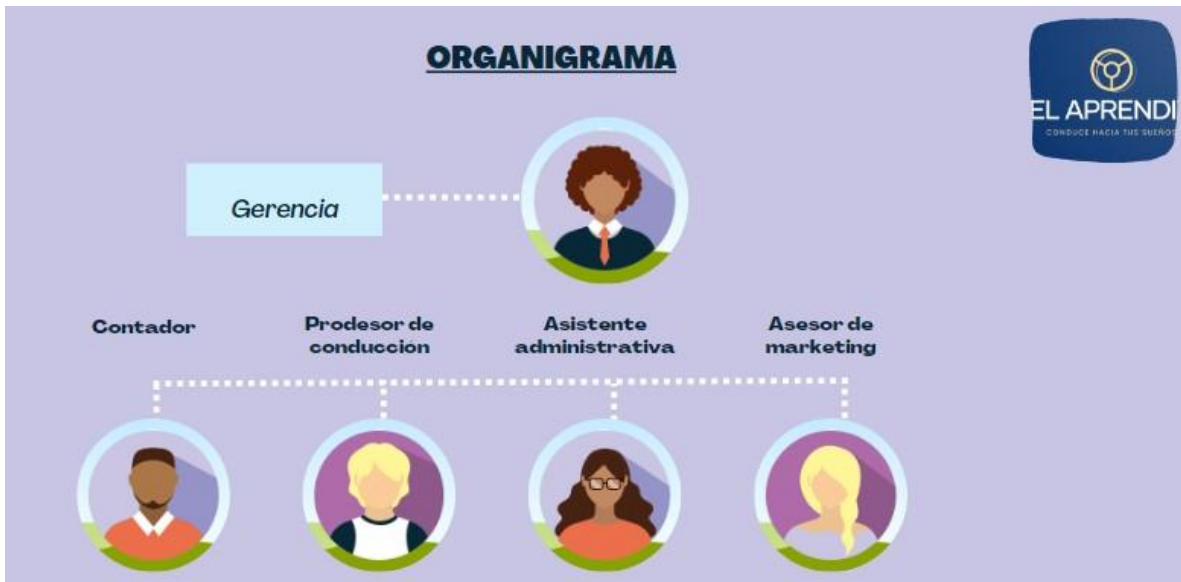 ORGANIGRAMA
EL APRENDI
CONDUCE HACIA TUS SUEÑOS
Gerencia
Contador
Prodesor de
conducción
Asistente
administrativa
Asesor de
marketing